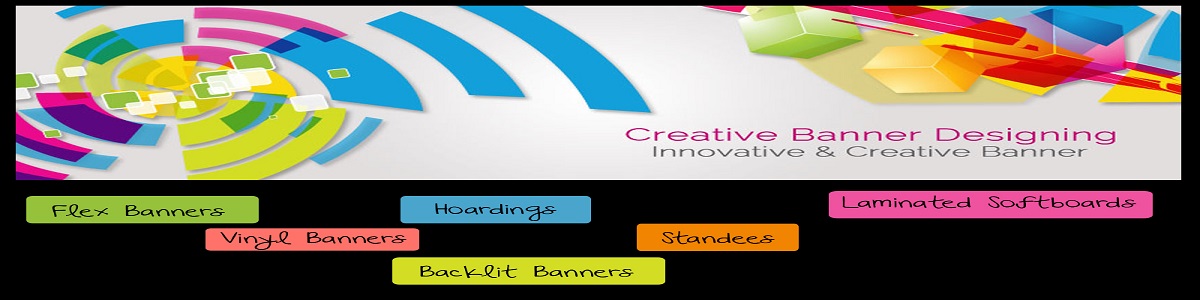 Creative Banner Designing
Innovative & Creative Banner
Flex Banners
Hoardings
Laminated Softboards
Vinyl Banners
Standees
Backlit Banners